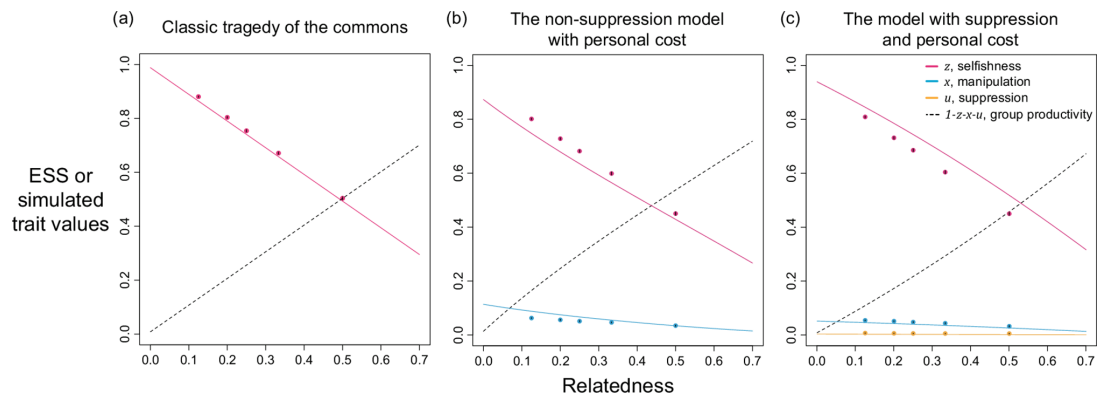 (a)
Classic tragedy of the commons
(b)
The non-suppression model
with personal cost
(c)
The model with suppression
and personal cost
z, selfishness
x, manipulation
u, suppression
1-z-x-u, group productivity
ESS or
simulated
trait values
1.0
0.8
0.6
0.4
0.2
0.0
0.0 0.1 0.2 0.3 0.4 0.5 0.6 0.7
1.0
0.8
0.6
0.4
0.2
0.0
0.0 0.1 0.2 0.3 0.4 0.5 0.6 0.7
1.0
0.8
0.6
0.4
0.2
0.0
0.0 0.1 0.2 0.3 0.4 0.5 0.6 0.7
Relatedness